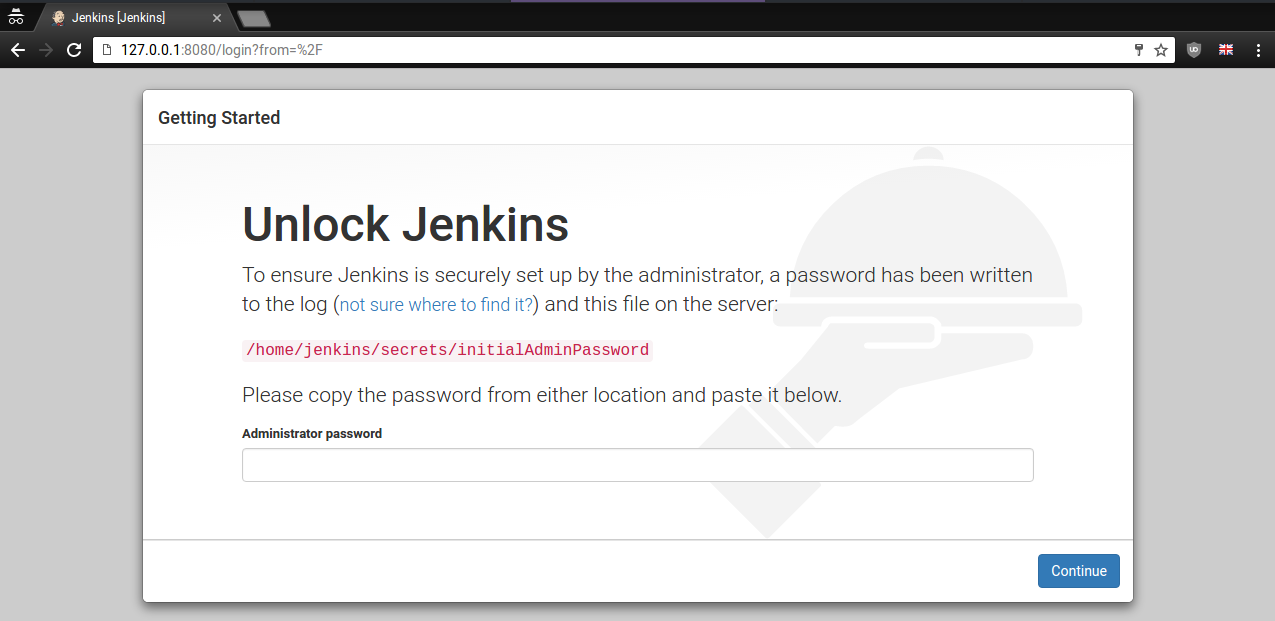 Jenkins [Jenkins]
127.0.0.1:8080/login?from=%2F
Getting Started
Unlock Jenkins
To ensure Jenkins is securely set up by the administrator, a password has been written
to the log (not sure where to find it?) and this file on the server:
/home/jenkins/secrets/initialAdminPassword
Please copy the password from either location and paste it below.
Administrator password
Continue